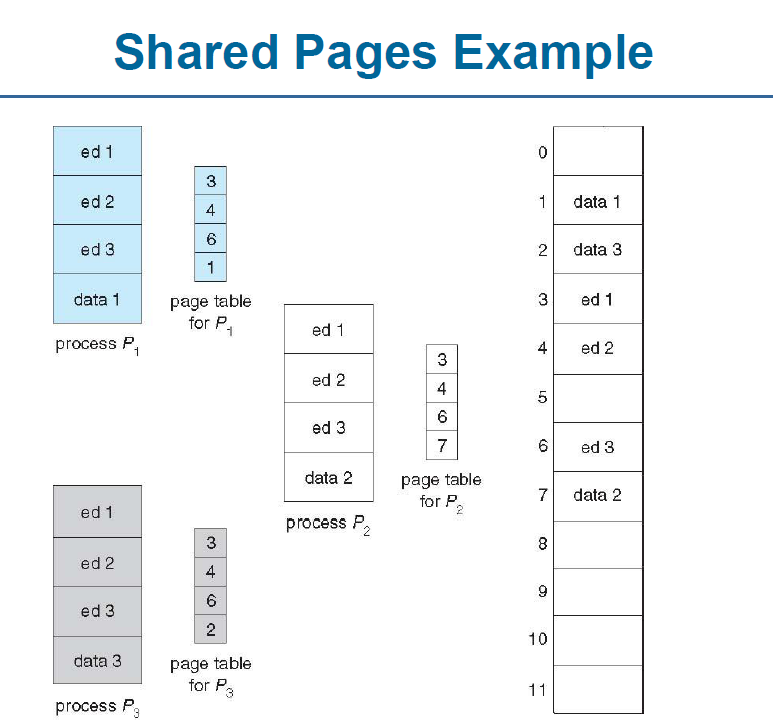 Shared Pages Example
ed 1
ed 2
ed 3
data 1
process P1
3
4
6
1
page table
for P1
ed 1
ed 2
ed 3
data 2
process P2
3
4
6
7
page table
for P2
ed 1
ed 2
ed 3
data 3
process P3
3
4
6
2
page table
for P3
0
1 data 1
2 data 3
3 ed 1
4 ed 2
5
6 ed 3
7 data 2
8
9
10
11